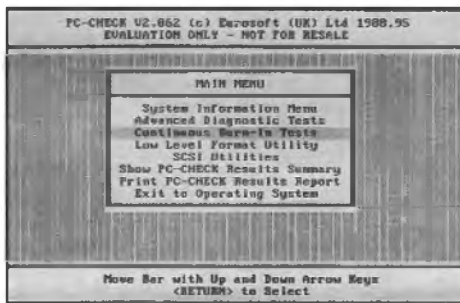 PC-CHECK V2.062 (c) Eurosoft (UK) Ltd 1988,95
EVALUATION ONLY - NOT FOR RESALE
MAIN MENU
System Information Menu
Advanced Diagnostic Tests
Continuous Burn-In Tests
Low Level Format Utility
SCSI Utilities
Show PC-CHECK Results Summary
Print PC-CHECK Results Report
Exit to Operating System
Move Bar with Up and Down Arrow Keys
<RETURN> to Select